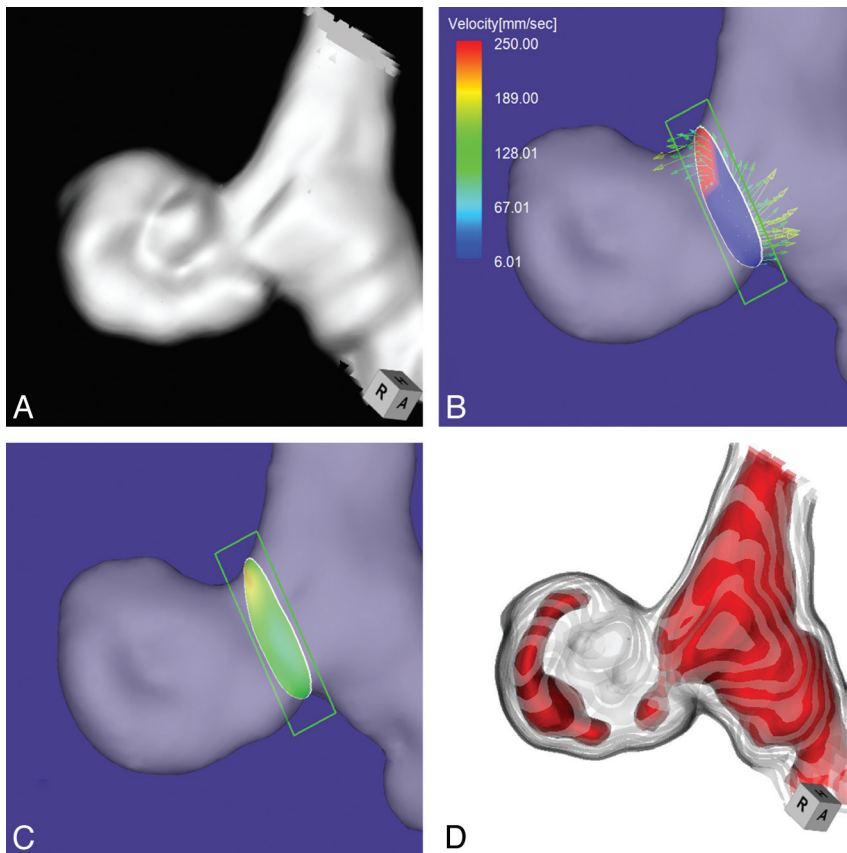 Velocity[mm/sec]
250.00
189.00
128.01
67.01
6.01
A
R
H
A
B
C
D
R
H
A